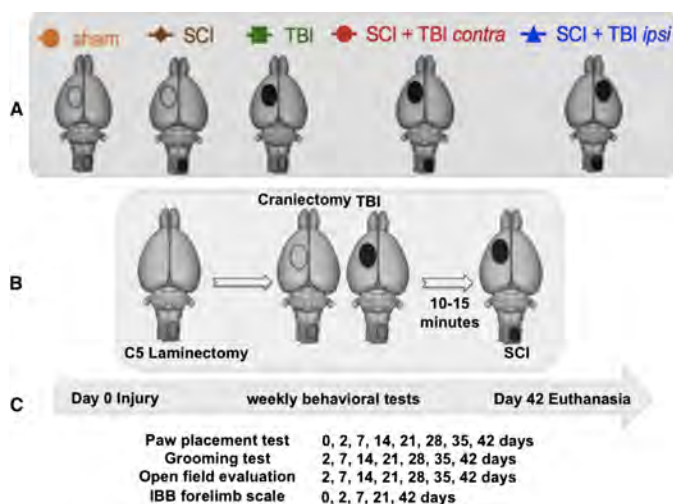 sham SCI TBI SCI + TBI contra SCI + TBI ipsi
A
Craniectomy TBI
B
10-15
minutes
C5 Laminectomy
SCI
C
Day 0 Injury weekly behavioral tests Day 42 Euthanasia
Paw placement test 0, 2, 7, 14, 21, 28, 35, 42 days
Grooming test 2, 7, 14, 21, 28, 35, 42 days
Open field evaluation 2, 7, 14, 21, 28, 35, 42 days
IBB forelimb scale 0, 2, 7, 21, 42 days